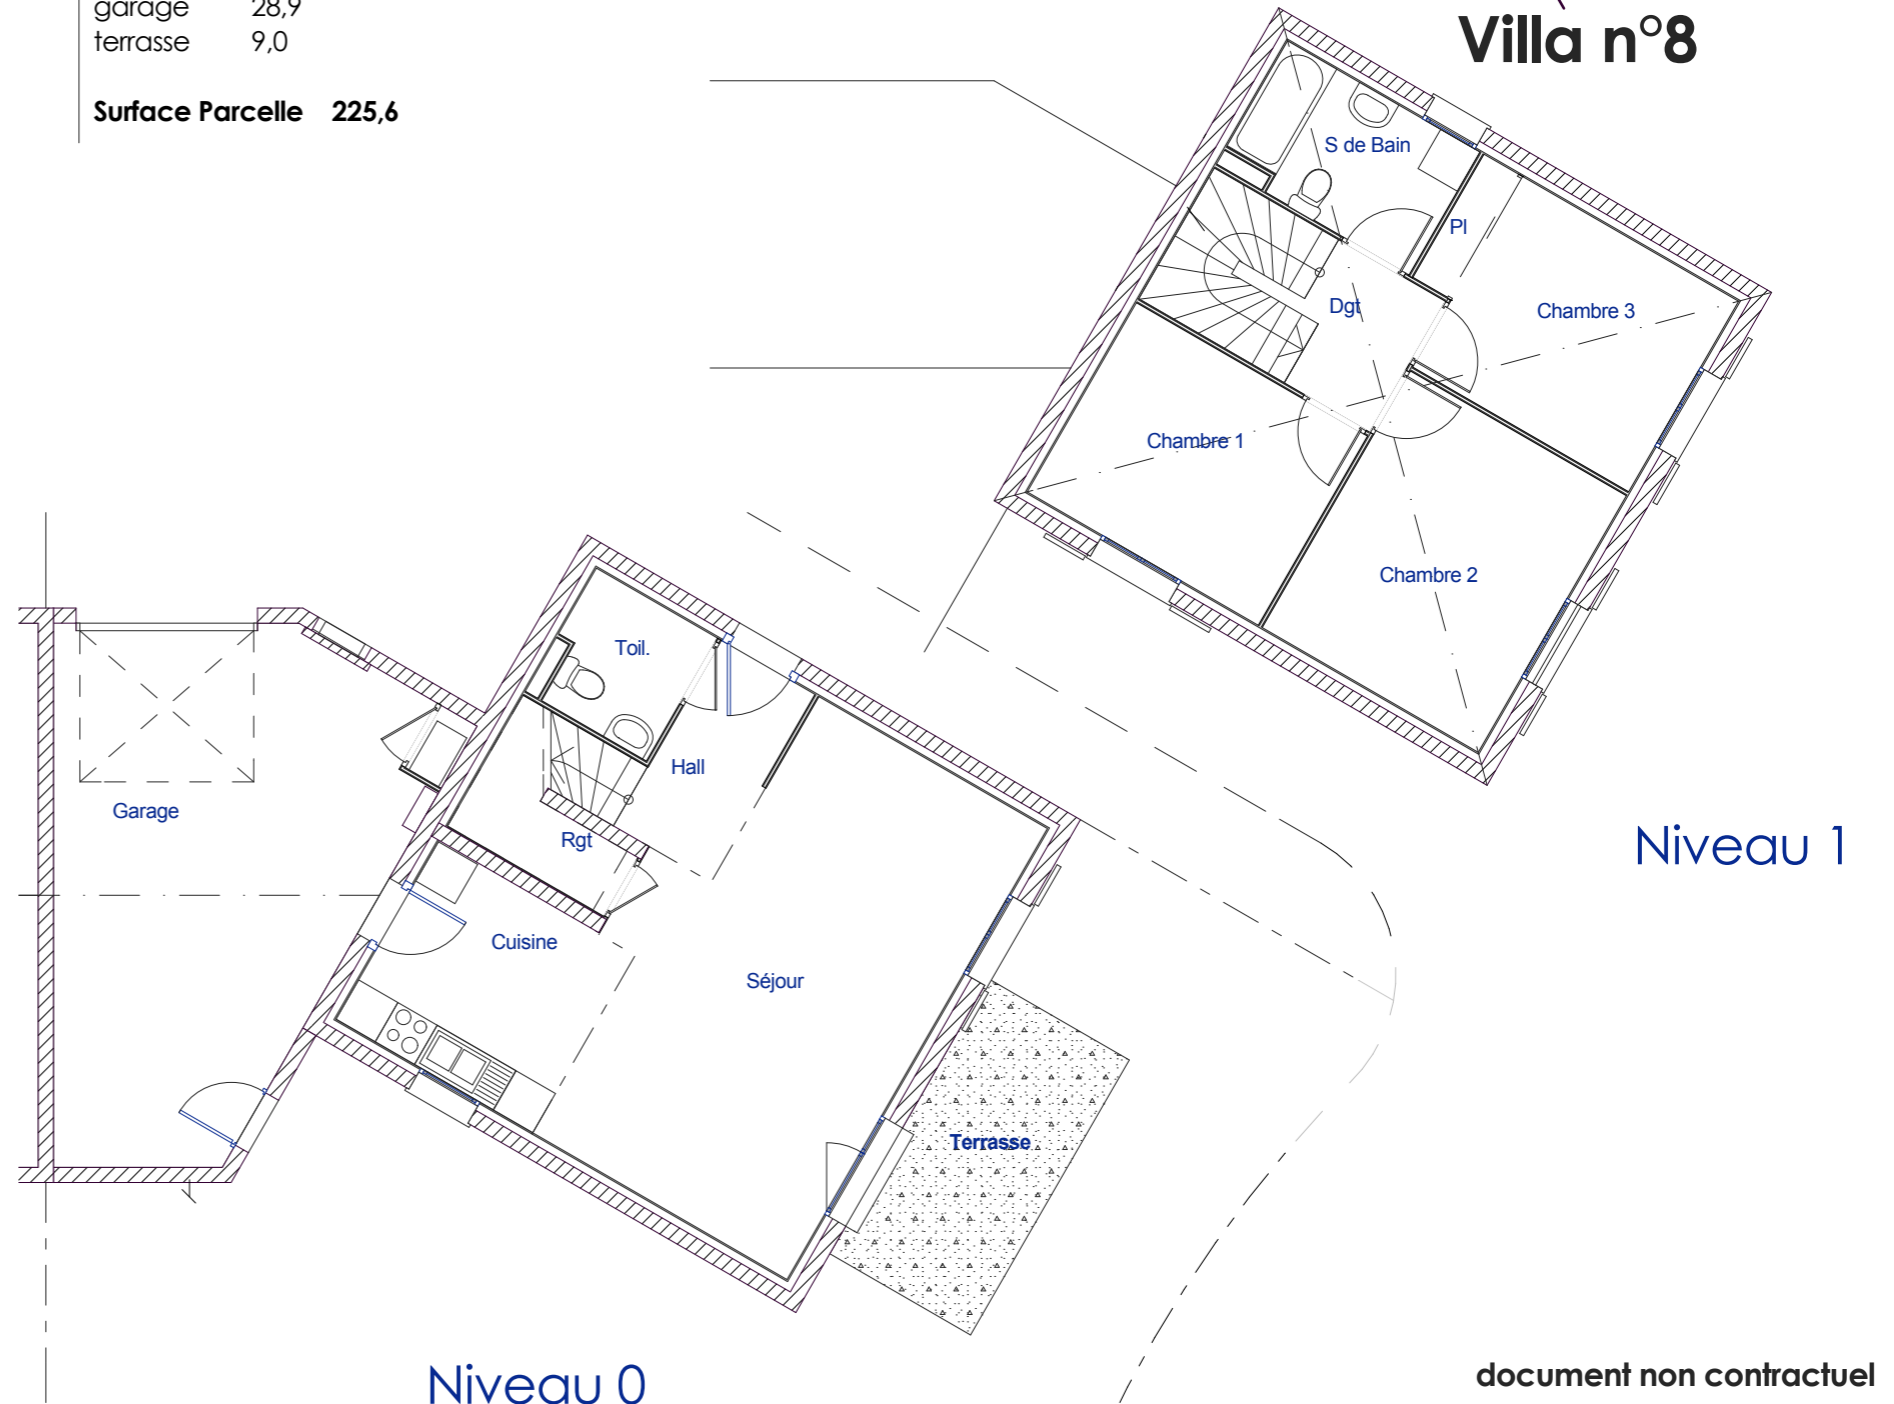 garage 28,9
terrasse 9,0
Surface Parcelle 225,6
Villa n°8
S de Bain
Pl
Dgt
Chambre 3
Chambre 1
Chambre 2
Niveau 1
Toil.
Hall
Garage
Rgt
Cuisine
Séjour
Terrasse
Niveau 0
document non contractuel